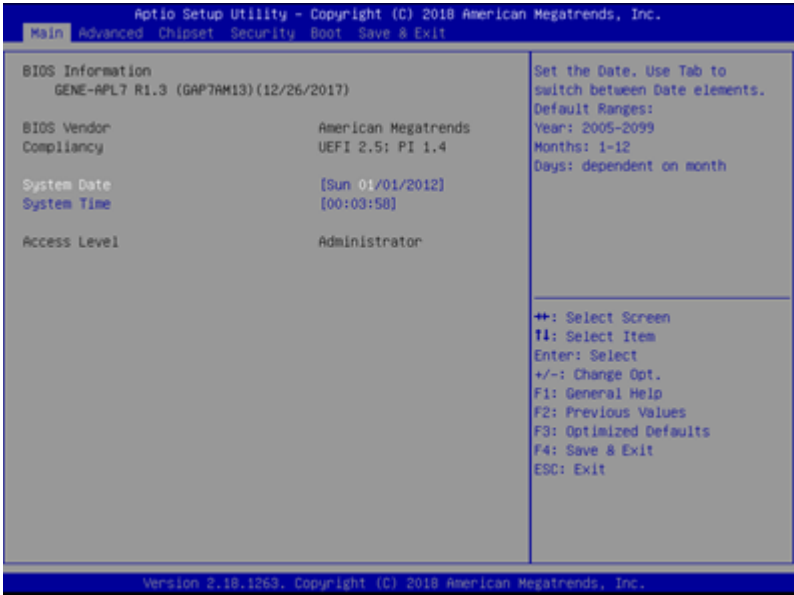 Aptio Setup Utility - Copyright (C) 2018 American Megatrends, Inc.
Main Advanced Chipset Security Boot Save & Exit
BIOS Information
GENE-APL7 R1.3 (GAP7AM13)(12/26/2017)
BIOS Vendor American Megatrends
Compliancy UEFI 2.5; PI 1.4
System Date [Sun 01/01/2012]
System Time [00:03:58]
Access Level Administrator
Set the Date. Use Tab to
switch between Date elements.
Default Ranges:
Year: 2005-2099
Months: 1-12
Days: dependent on month
→←: Select Screen
↑↓: Select Item
Enter: Select
+/-: Change Opt.
F1: General Help
F2: Previous Values
F3: Optimized Defaults
F4: Save & Exit
ESC: Exit
Version 2.18.1263. Copyright (C) 2018 American Megatrends, Inc.